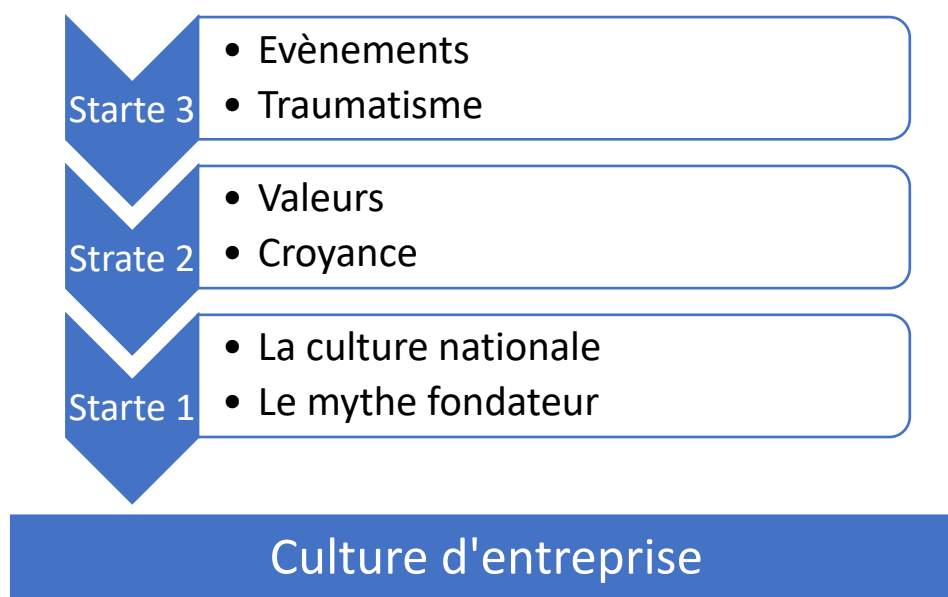 Starte 3
• Evènements
• Traumatisme
Strate 2
• Valeurs
• Croyance
Starte 1
• La culture nationale
• Le mythe fondateur
Culture d'entreprise